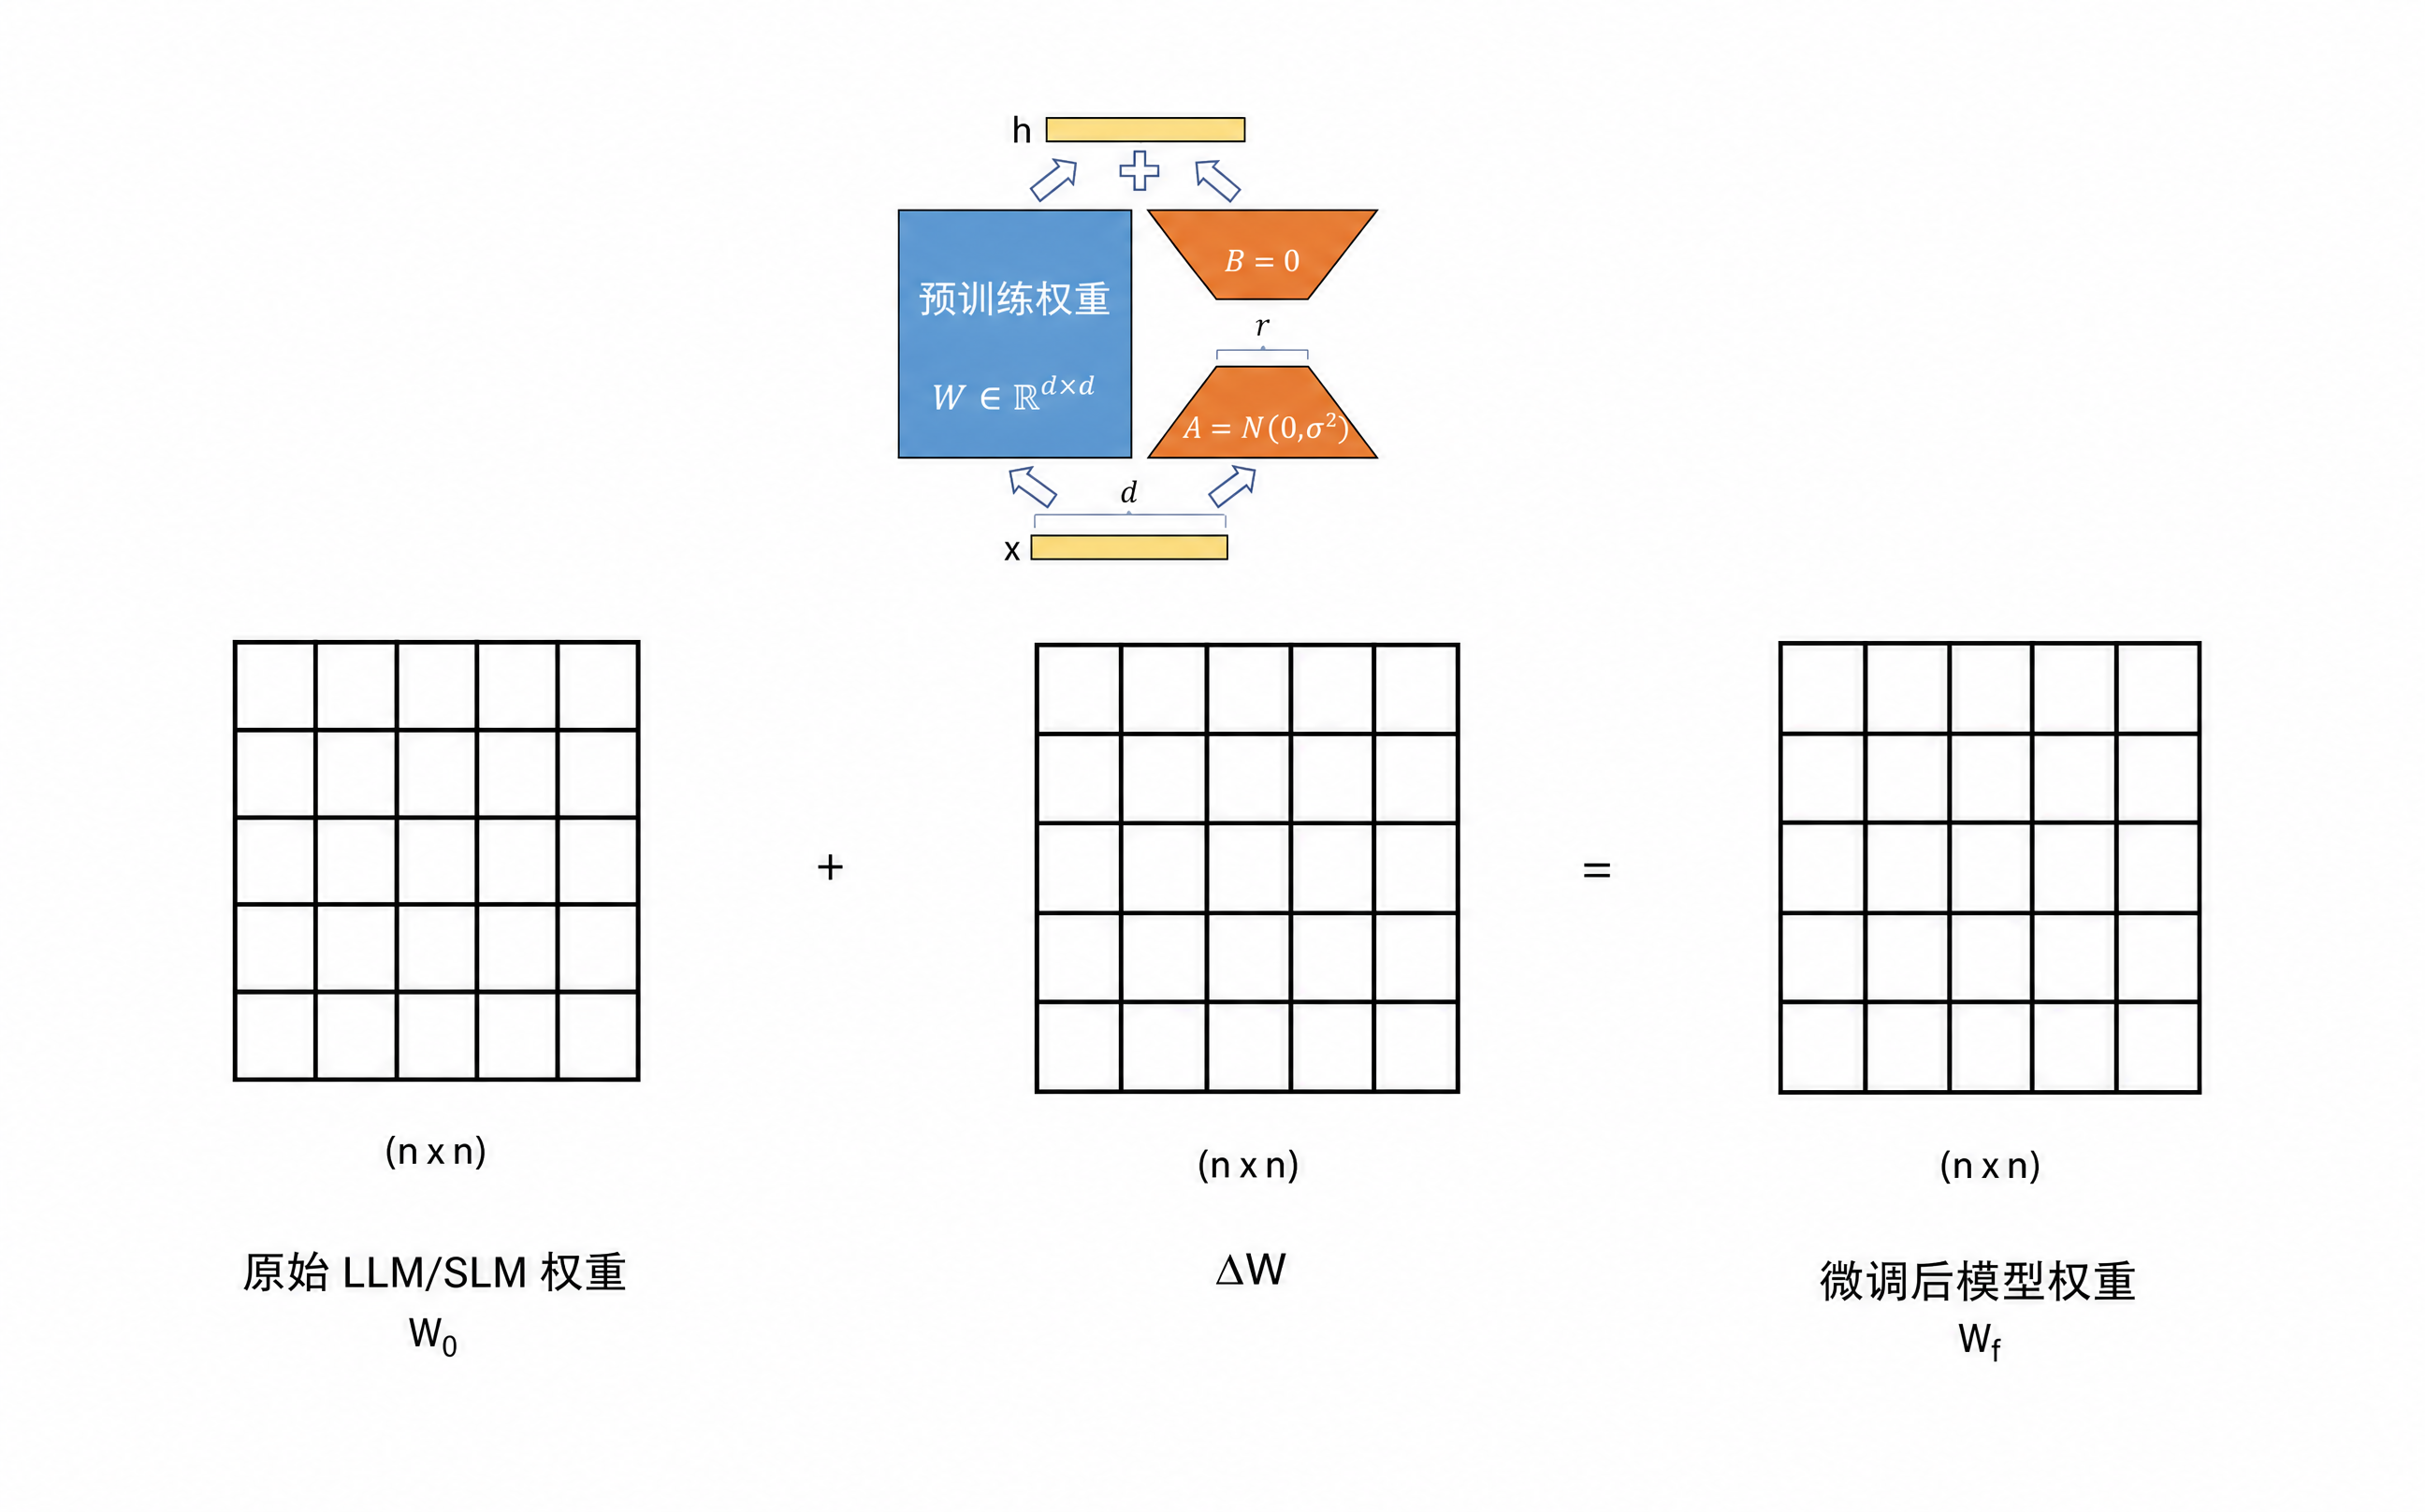 h
B = 0
预训练权重
r
W ∈ ℝ^{d×d}
A = N(0,σ²)
d
x
+
=
(n x n)
(n x n)
(n x n)
原始 LLM/SLM 权重
W₀
ΔW
微调后模型权重
W_f